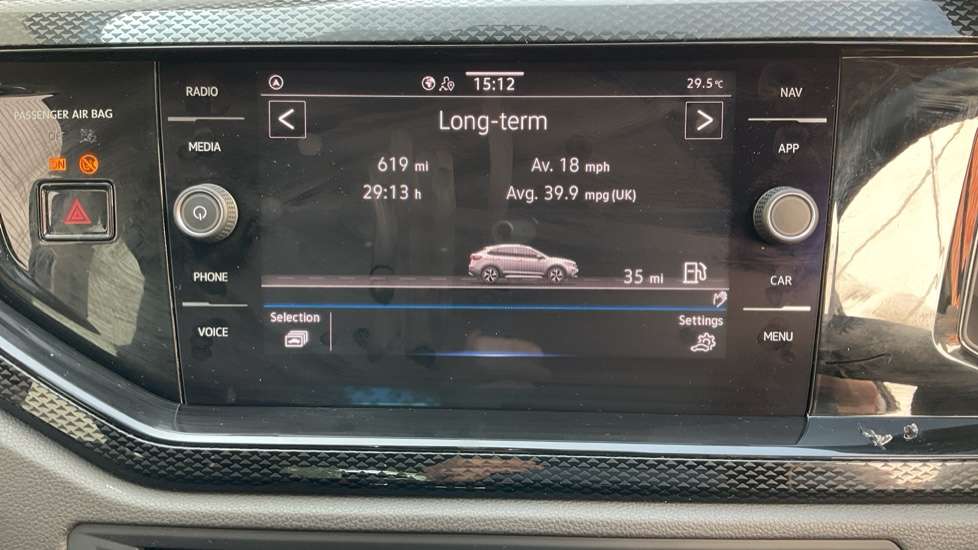 15:12
29.5°C
RADIO
NAV
PASSENGER AIR BAG
Long-term
MEDIA
APP
ON
619 mi
Av. 18 mph
29:13 h
Avg. 39.9 mpg (UK)
PHONE
35 mi
CAR
Selection
Settings
VOICE
MENU